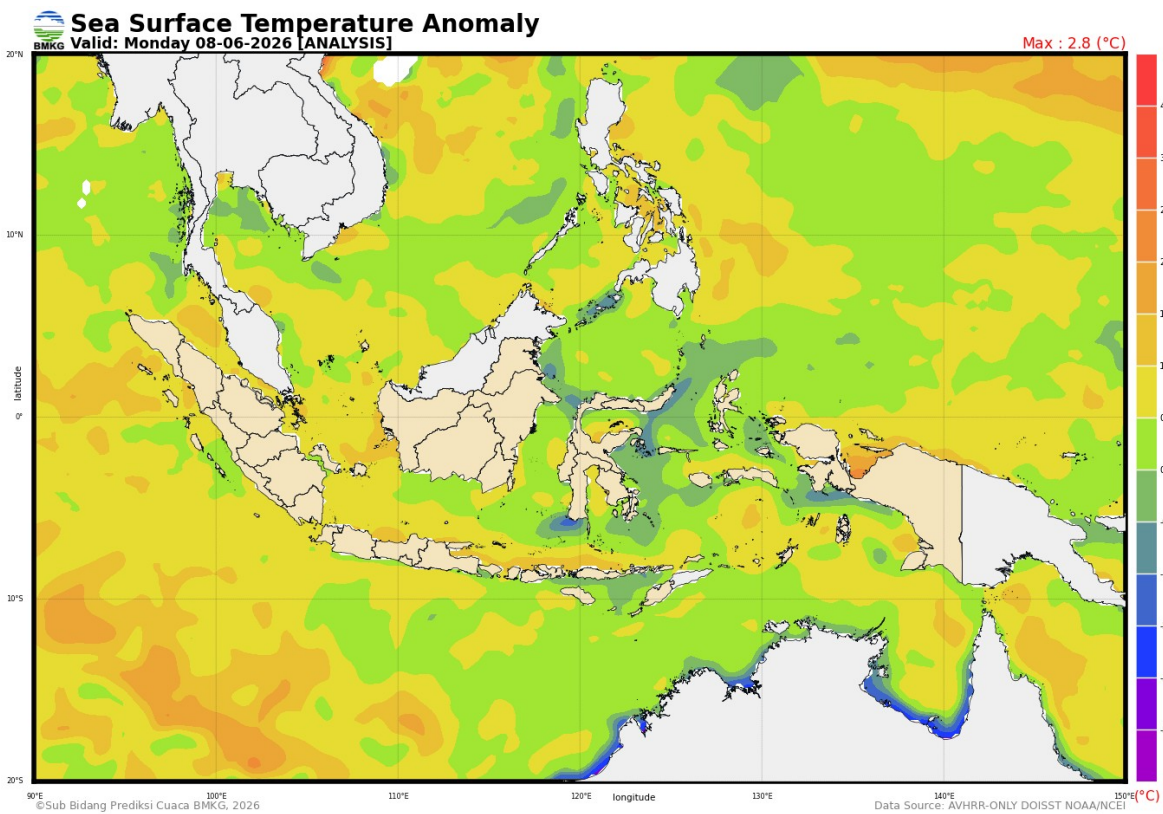 BMKG
Sea Surface Temperature Anomaly
Valid: Monday 08-06-2026 [ANALYSIS]
Max : 2.8 (°C)
20°N
10°N
0°
10°S
20°S
latitude
90°E
100°E
110°E
120°E
130°E
140°E
150°E
longitude
(°C)
©Sub Bidang Prediksi Cuaca BMKG, 2026
Data Source: AVHRR-ONLY DOISST NOAA/NCEI